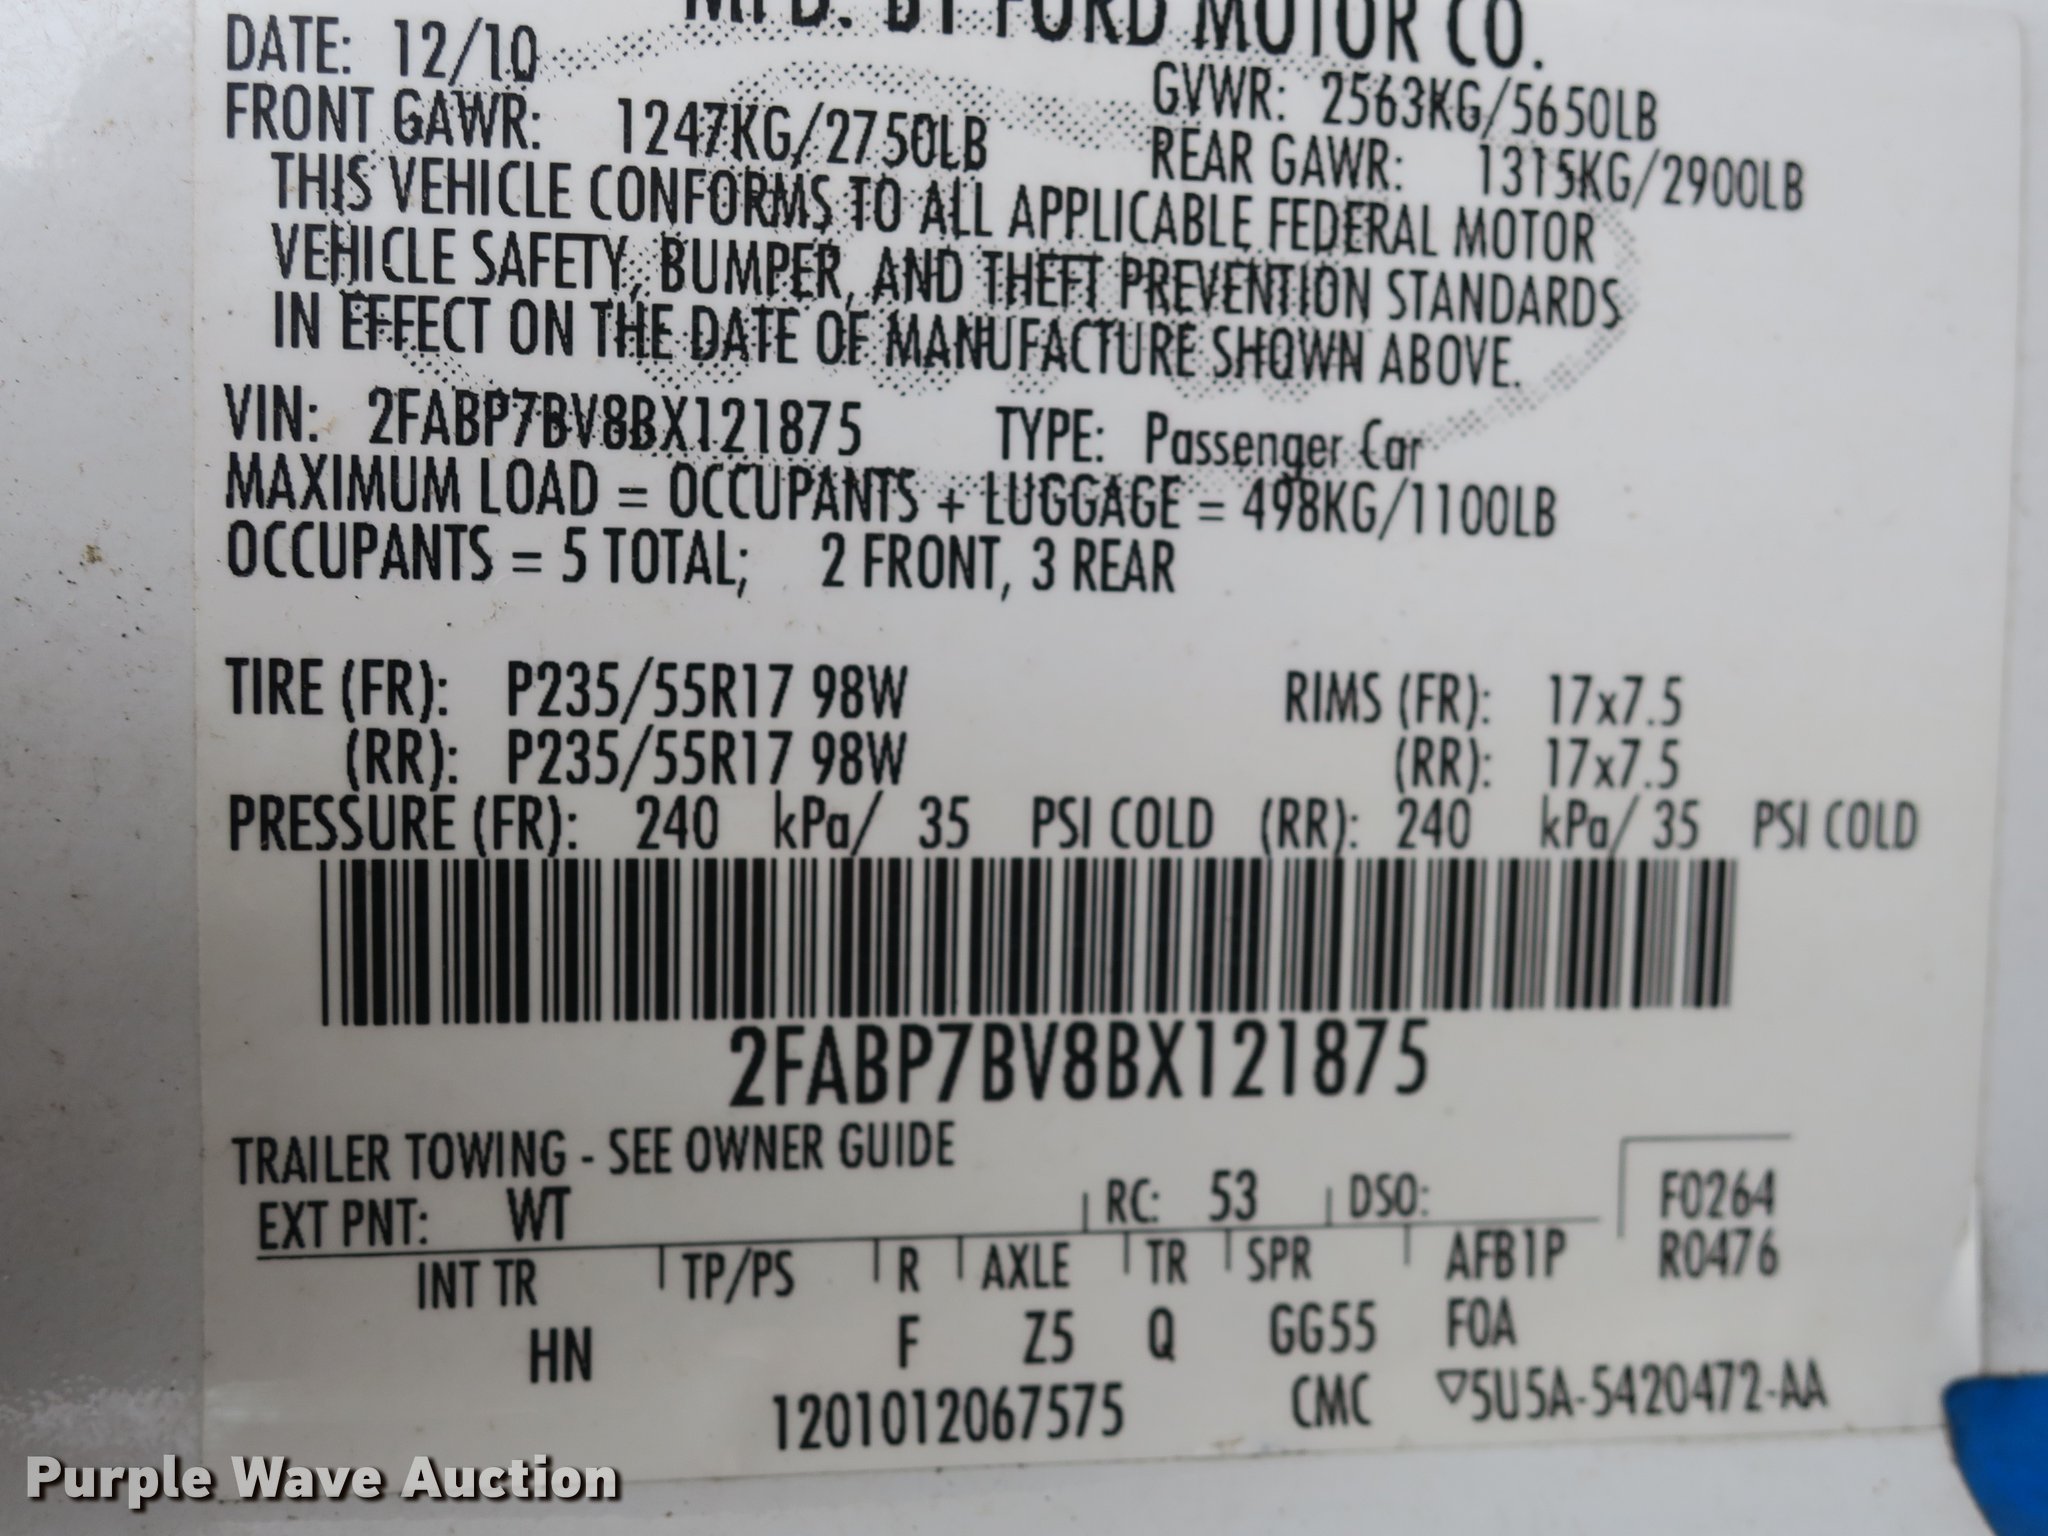 MFD. BY FORD MOTOR CO.
DATE: 12/10 GVWR: 2563KG/5650LB
FRONT GAWR: 1247KG/2750LB REAR GAWR: 1315KG/2900LB
THIS VEHICLE CONFORMS TO ALL APPLICABLE FEDERAL MOTOR
VEHICLE SAFETY, BUMPER, AND THEFT PREVENTION STANDARDS
IN EFFECT ON THE DATE OF MANUFACTURE SHOWN ABOVE.
VIN: 2FABP7BV8BX121875 TYPE: Passenger Car
MAXIMUM LOAD = OCCUPANTS + LUGGAGE = 498KG/1100LB
OCCUPANTS = 5 TOTAL; 2 FRONT, 3 REAR
TIRE (FR): P235/55R17 98W RIMS (FR): 17x7.5
(RR): P235/55R17 98W (RR): 17x7.5
PRESSURE (FR): 240 kPa/ 35 PSI COLD (RR): 240 kPa/ 35 PSI COLD
2FABP7BV8BX121875
TRAILER TOWING - SEE OWNER GUIDE
EXT PNT: WT RC: 53 DSO: F0264
INT TR TP/PS R AXLE TR SPR AFB1P R0476
HN F Z5 Q GG55 FOA
1201012067575 CMC ▽5U5A-5420472-AA
Purple Wave Auction